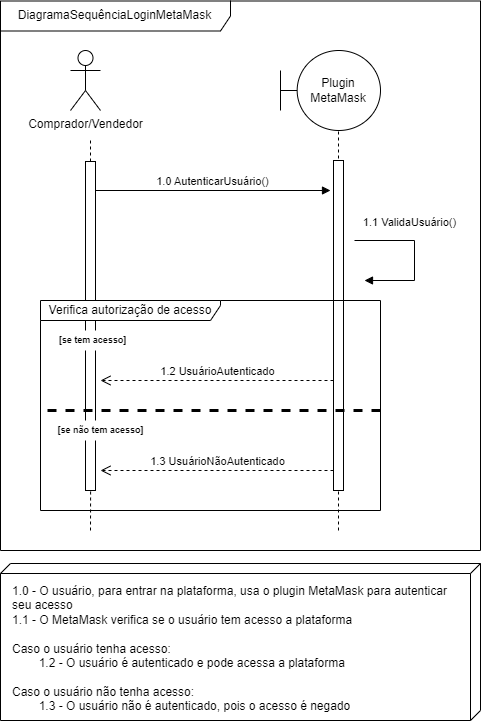 DiagramaSequênciaLoginMetaMask
Comprador/Vendedor
Plugin
MetaMask
1.0 AutenticarUsuário()
1.1 ValidaUsuário()
Verifica autorização de acesso
[se tem acesso]
1.2 UsuárioAutenticado
[se não tem acesso]
1.3 UsuárioNãoAutenticado
1.0 - O usuário, para entrar na plataforma, usa o plugin MetaMask para autenticar
seu acesso
1.1 - O MetaMask verifica se o usuário tem acesso a plataforma
Caso o usuário tenha acesso:
1.2 - O usuário é autenticado e pode acessa a plataforma
Caso o usuário não tenha acesso:
1.3 - O usuário não é autenticado, pois o acesso é negado